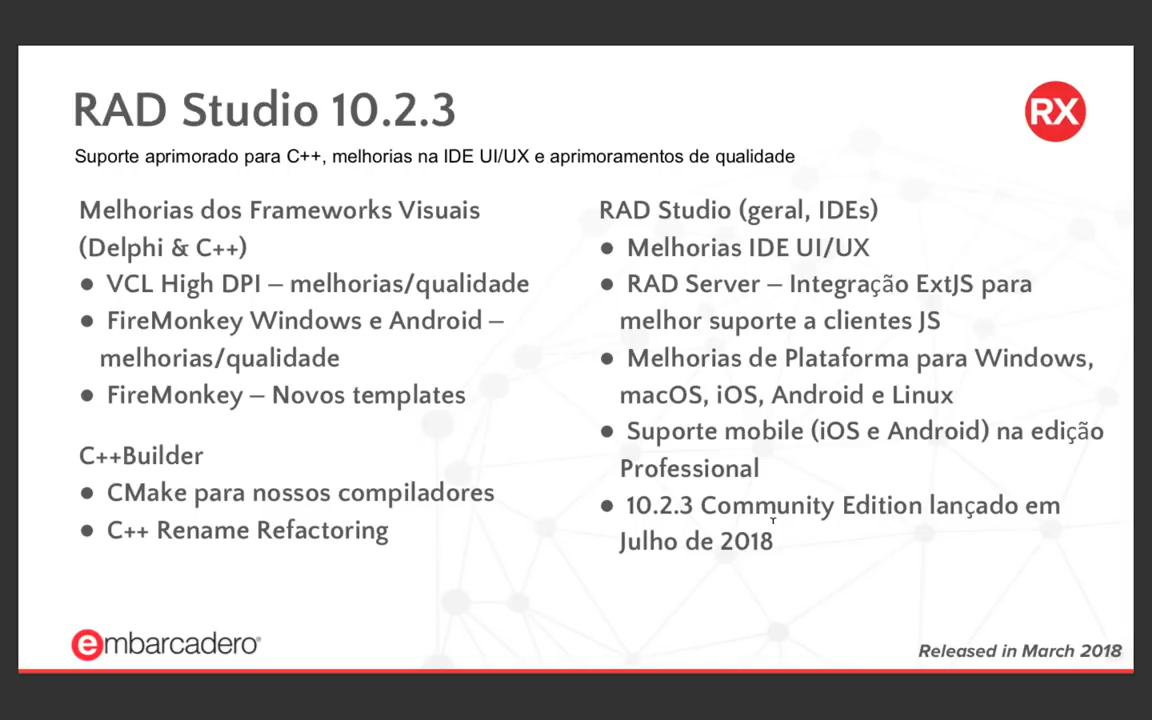 RAD Studio 10.2.3
RX
Suporte aprimorado para C++, melhorias na IDE UI/UX e aprimoramentos de qualidade
Melhorias dos Frameworks Visuais
(Delphi & C++)
● VCL High DPI – melhorias/qualidade
● FireMonkey Windows e Android –
melhorias/qualidade
● FireMonkey – Novos templates
C++Builder
● CMake para nossos compiladores
● C++ Rename Refactoring
RAD Studio (geral, IDEs)
● Melhorias IDE UI/UX
● RAD Server – Integração ExtJS para
melhor suporte a clientes JS
● Melhorias de Plataforma para Windows,
macOS, iOS, Android e Linux
● Suporte mobile (iOS e Android) na edição
Professional
● 10.2.3 Community Edition lançado em
Julho de 2018
embarcadero®
Released in March 2018